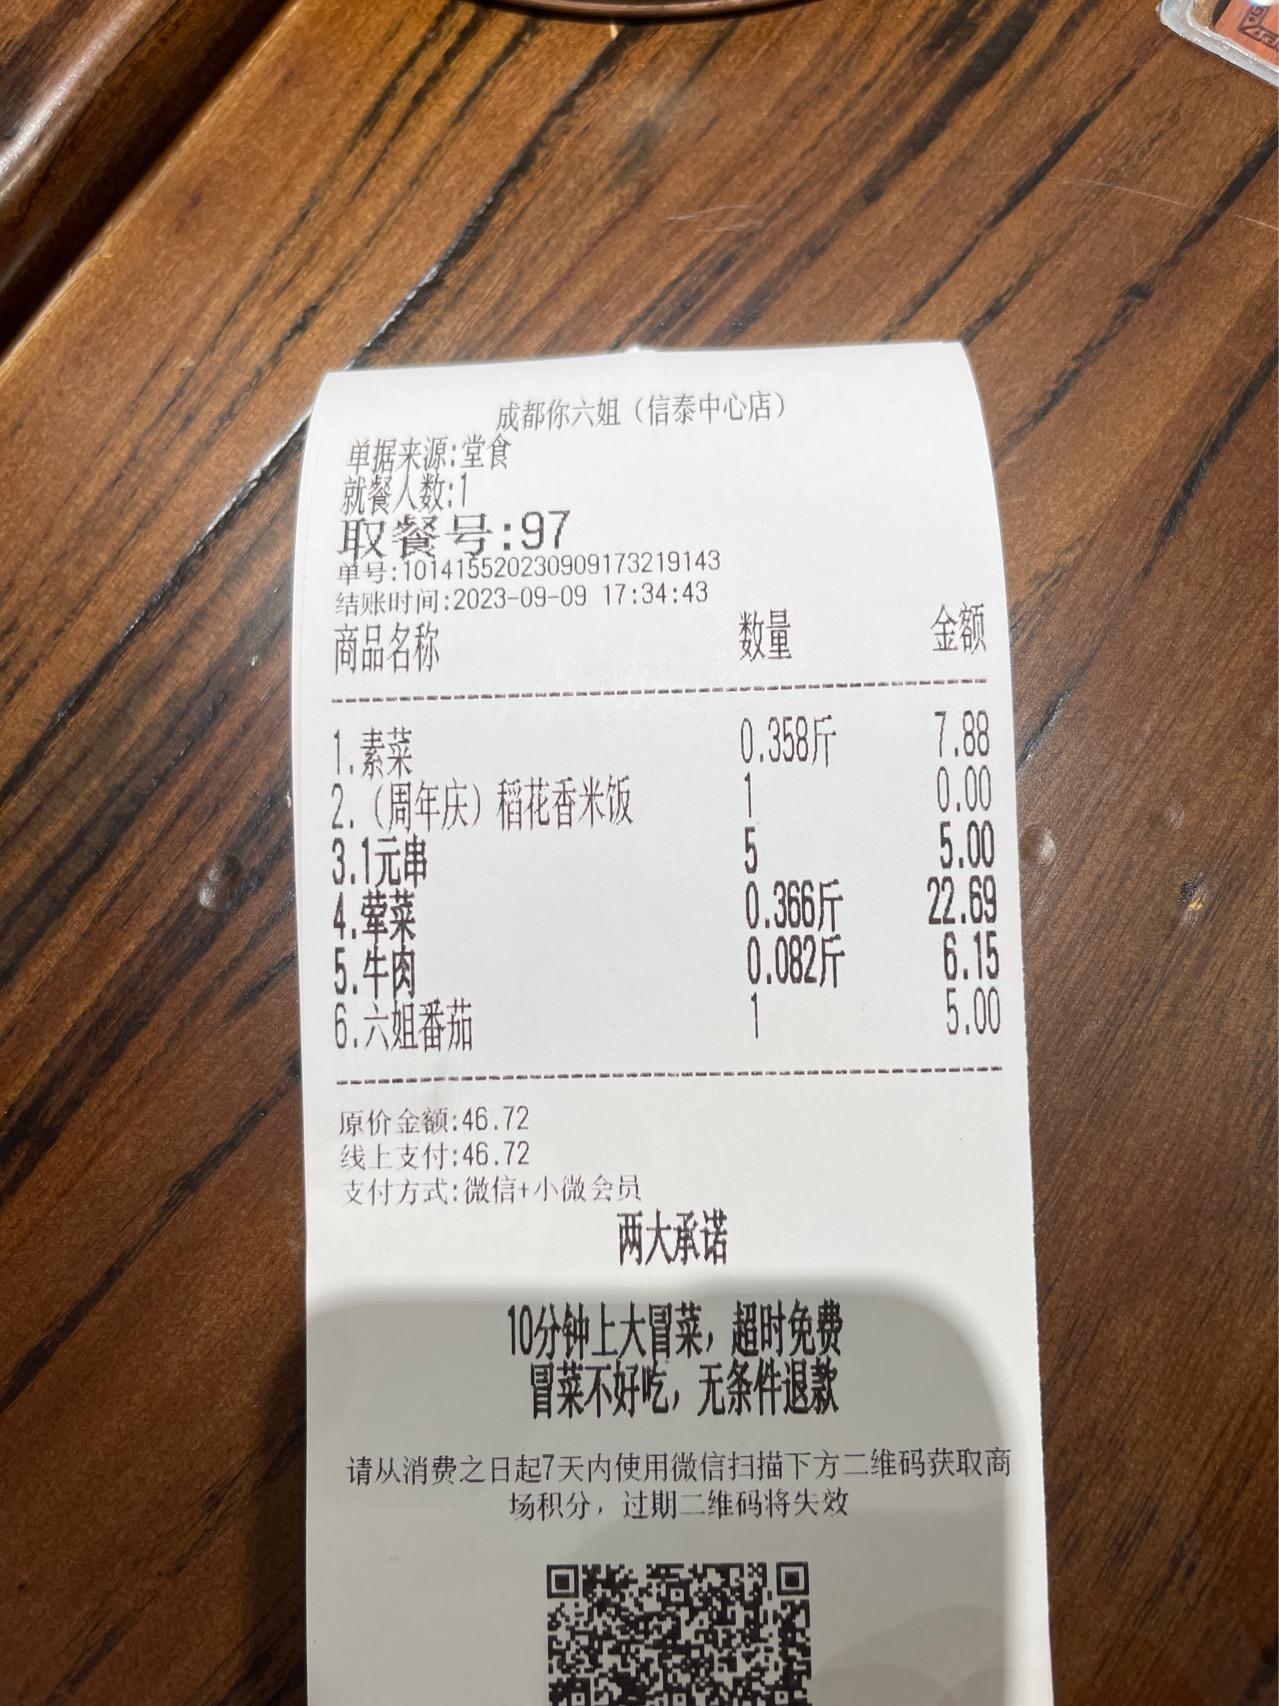 成都你六姐（信泰中心店）
单据来源:堂食
就餐人数:1
取餐号:97
单号:101415520230909173219143
结账时间:2023-09-09 17:34:43
商品名称 数量 金额
1.素菜 0.358斤 7.88
2.（周年庆）稻花香米饭 1 0.00
3.1元串 5 5.00
4.荤菜 0.366斤 22.69
5.牛肉 0.082斤 6.15
6.六姐番茄 1 5.00
原价金额:46.72
线上支付:46.72
支付方式:微信+小微会员
两大承诺
10分钟上大冒菜，超时免费
冒菜不好吃，无条件退款
请从消费之日起7天内使用微信扫描下方二维码获取商
场积分，过期二维码将失效